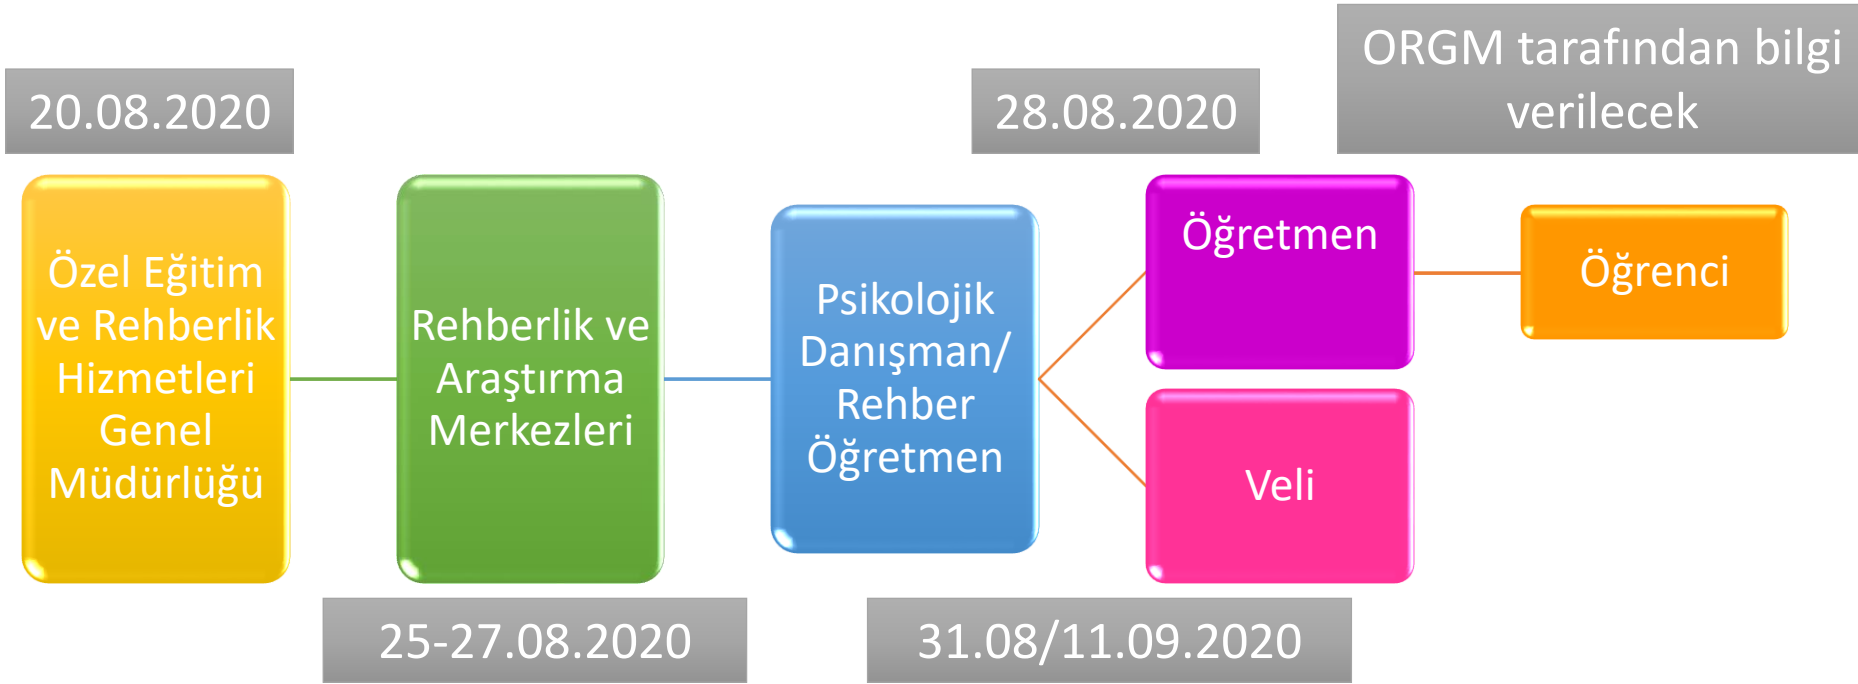 ORGM tarafından bilgi
verilecek
20.08.2020
28.08.2020
Özel Eğitim
ve Rehberlik
Hizmetleri
Genel
Müdürlüğü
Rehberlik ve
Araştırma
Merkezleri
Psikolojik
Danışman/
Rehber
Öğretmen
Öğretmen
Öğrenci
Veli
25-27.08.2020
31.08/11.09.2020